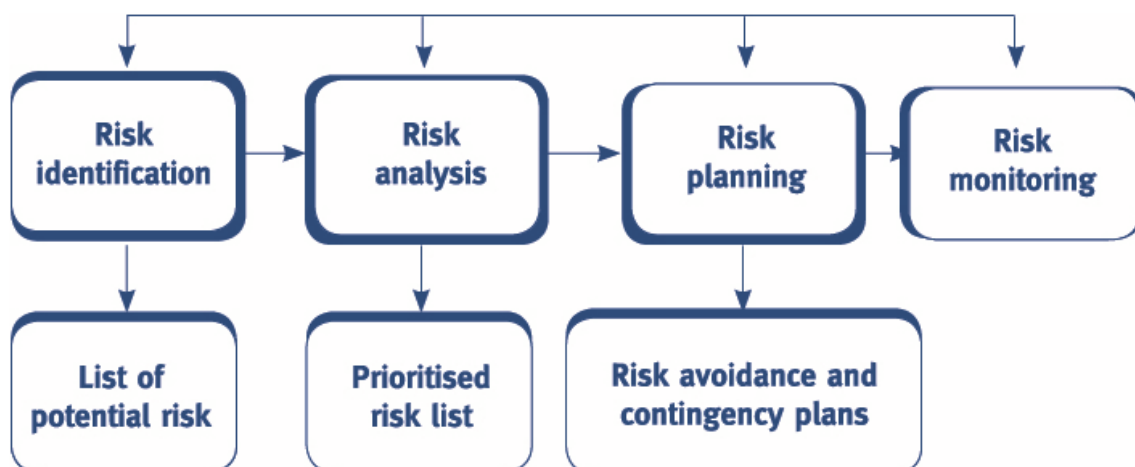 Risk
identification
Risk
analysis
Risk
planning
Risk
monitoring
List of
potential risk
Prioritised
risk list
Risk avoidance and
contingency plans